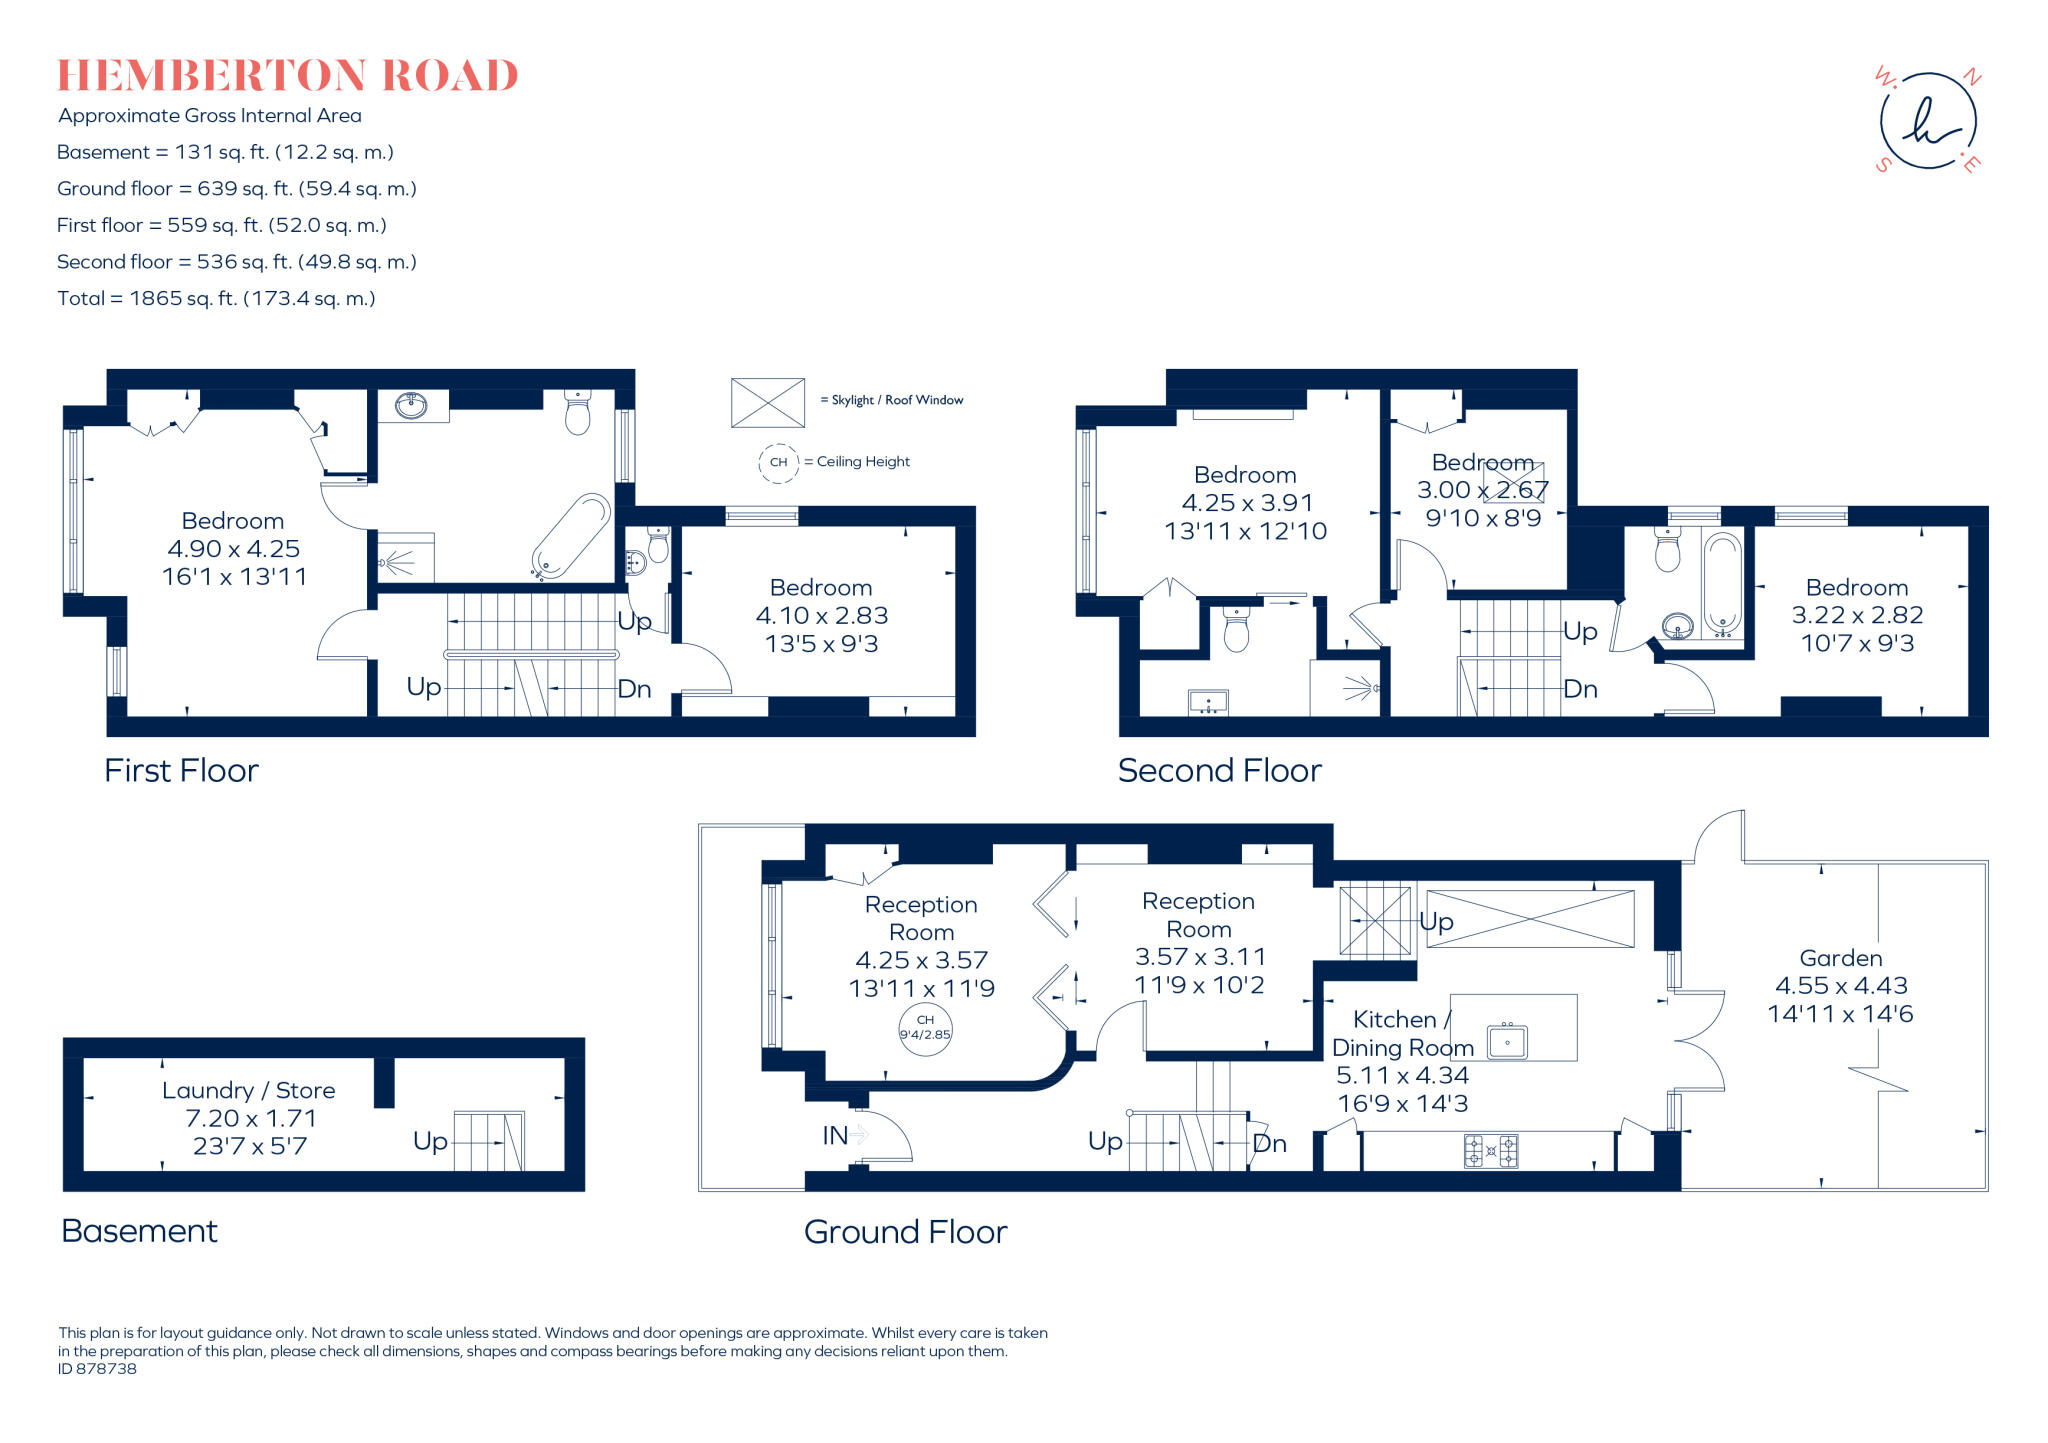 HEMBERTON ROAD
Approximate Gross Internal Area
Basement = 131 sq. ft. (12.2 sq. m.)
Ground floor = 639 sq. ft. (59.4 sq. m.)
First floor = 559 sq. ft. (52.0 sq. m.)
Second floor = 536 sq. ft. (49.8 sq. m.)
Total = 1865 sq. ft. (173.4 sq. m.)
W
N
h
S
E
= Skylight / Roof Window
CH
= Ceiling Height
Bedroom
4.90 x 4.25
16'1 x 13'11
Up
Up
Dn
Bedroom
4.10 x 2.83
13'5 x 9'3
First Floor
Bedroom
4.25 x 3.91
13'11 x 12'10
Bedroom
3.00 x 2.67
9'10 x 8'9
Up
Dn
Bedroom
3.22 x 2.82
10'7 x 9'3
Second Floor
Laundry / Store
7.20 x 1.71
23'7 x 5'7
Up
Basement
Reception
Room
4.25 x 3.57
13'11 x 11'9
CH
9'4/2.85
Reception
Room
3.57 x 3.11
11'9 x 10'2
Up
Kitchen /
Dining Room
5.11 x 4.34
16'9 x 14'3
Garden
4.55 x 4.43
14'11 x 14'6
IN
Up
Dn
Ground Floor
This plan is for layout guidance only. Not drawn to scale unless stated. Windows and door openings are approximate. Whilst every care is taken
in the preparation of this plan, please check all dimensions, shapes and compass bearings before making any decisions reliant upon them.
ID 878738